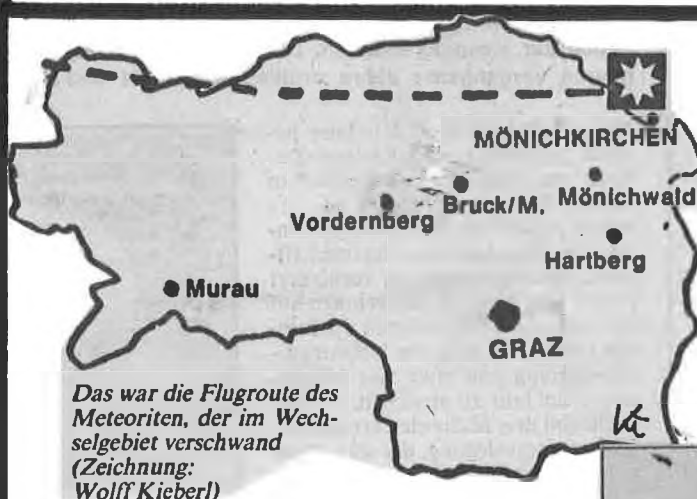 MÖNICHKIRCHEN
Mönichwald
Bruck/M.
Vordernberg
Hartberg
Murau
GRAZ
Das war die Flugroute des
Meteoriten, der im Wech-
selgebiet verschwand
(Zeichnung:
Wolff Kieberl)